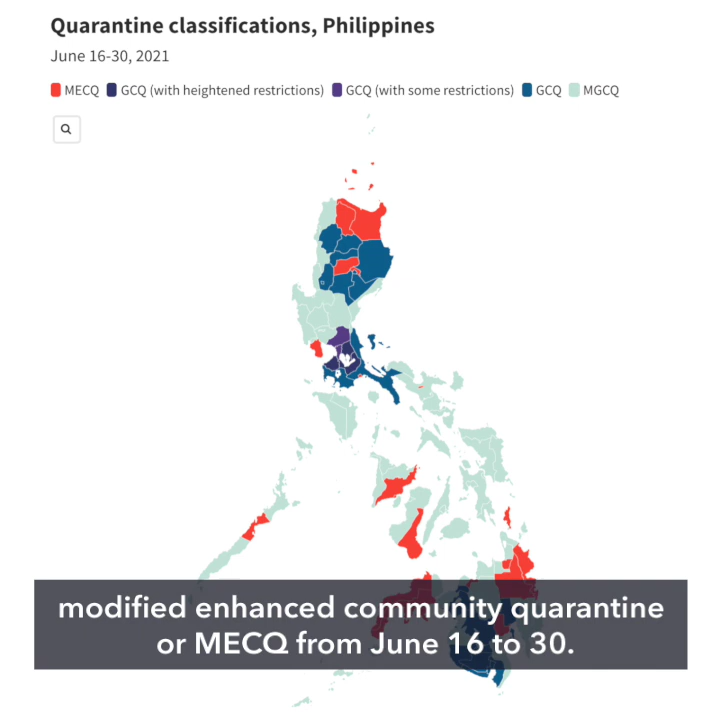 Quarantine classifications, Philippines
June 16-30, 2021
MECQ GCQ (with heightened restrictions) GCQ (with some restrictions) GCQ MGCQ
modified enhanced community quarantine
or MECQ from June 16 to 30.